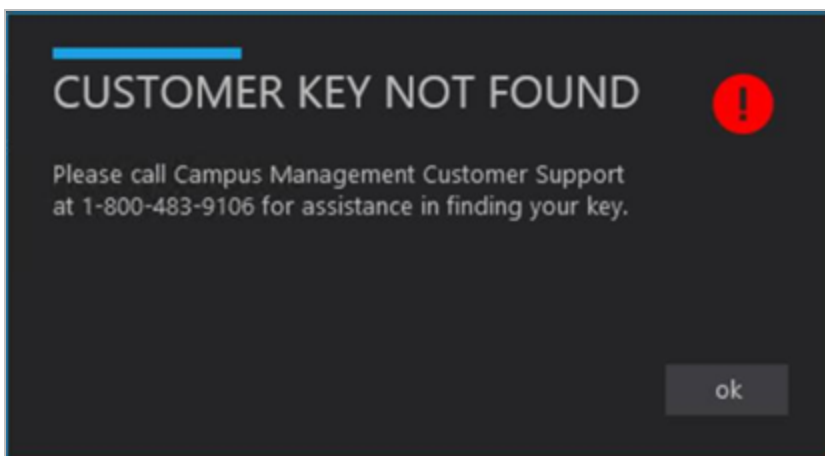 CUSTOMER KEY NOT FOUND
Please call Campus Management Customer Support
at 1-800-483-9106 for assistance in finding your key.
ok